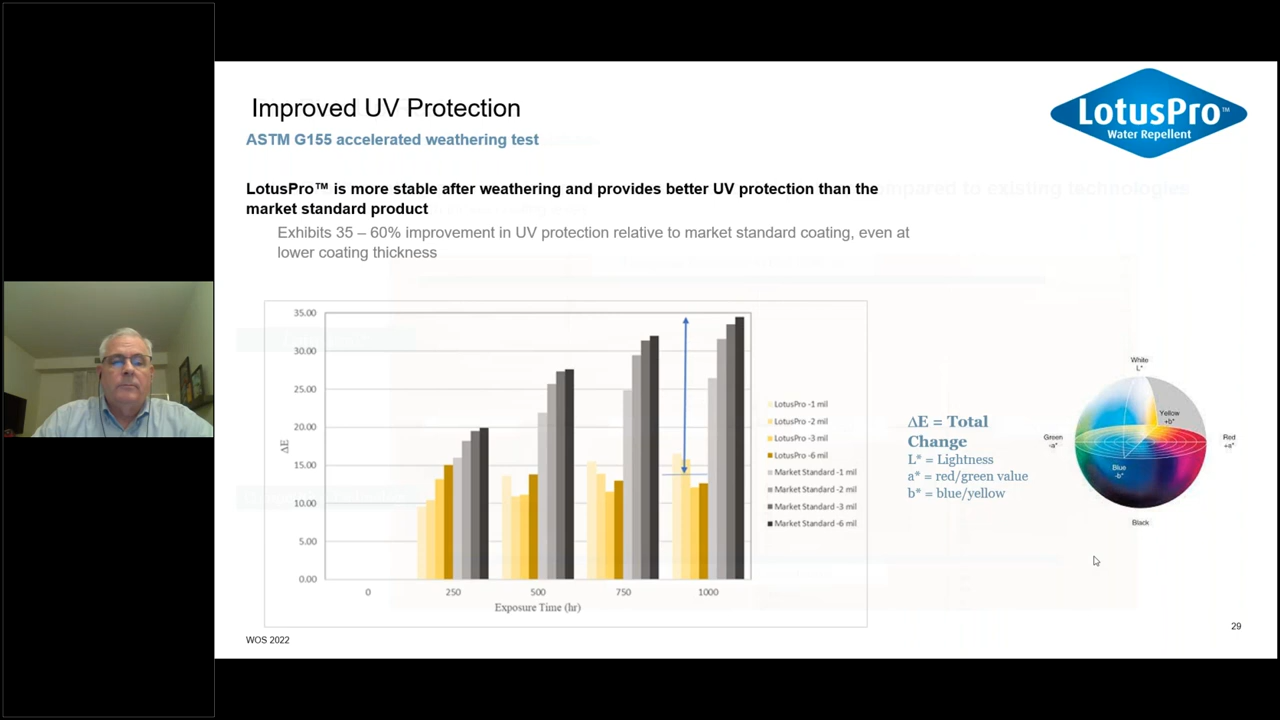 Improved UV Protection
ASTM G155 accelerated weathering test
LotusPro™
Water Repellent
LotusPro™ is more stable after weathering and provides better UV protection than the
market standard product
compared to existing technologies
Exhibits 35 – 60% improvement in UV protection relative to market standard coating, even at
lower coating thickness
35.00
30.00
25.00
20.00
15.00
10.00
5.00
0.00
ΔE
0
250
500
750
1000
Exposure Time (hr)
LotusPro -1 mil
LotusPro -2 mil
LotusPro -3 mil
LotusPro -6 mil
Market Standard -1 mil
Market Standard -2 mil
Market Standard -3 mil
Market Standard -6 mil
ΔE = Total
Change
L* = Lightness
a* = red/green value
b* = blue/yellow
White
L*
Yellow
+b*
Green
-a*
Red
+a*
Blue
-b*
Black
WOS 2022
29